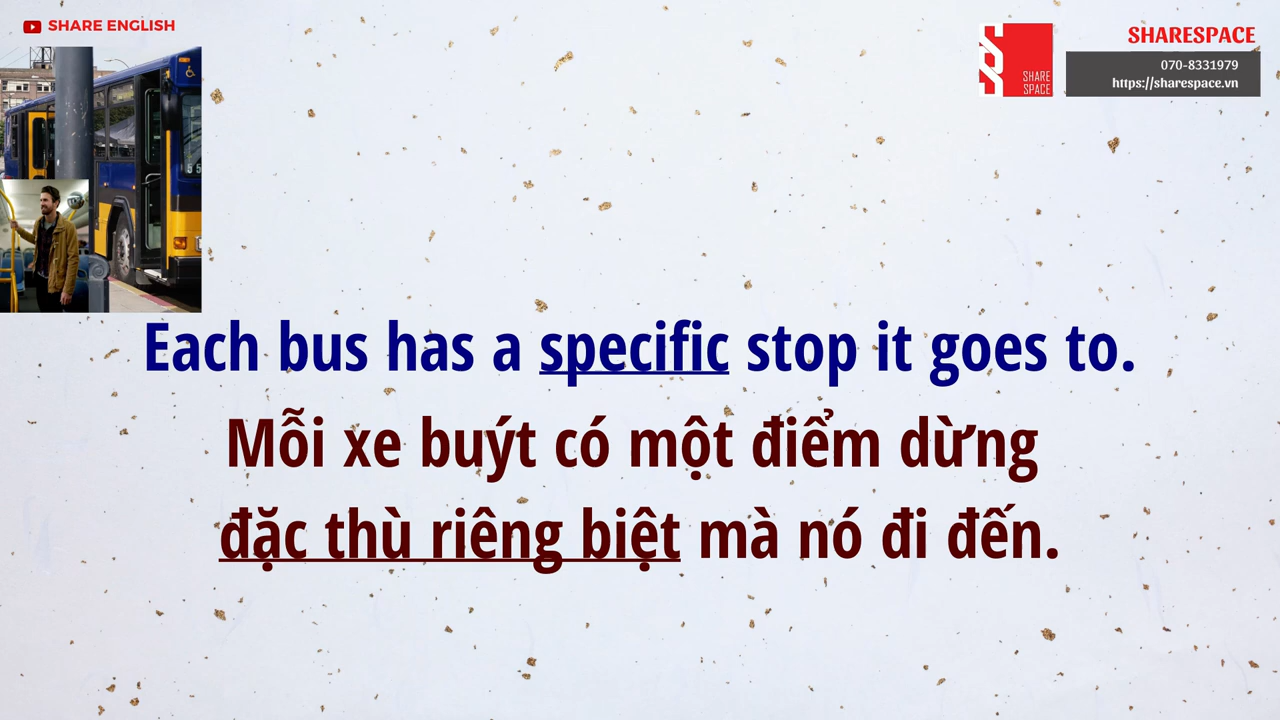 SHARE ENGLISH
SHARESPACE
070-8331979
https://sharespace.vn
SHARE
SPACE
Each bus has a specific stop it goes to.
Mỗi xe buýt có một điểm dừng
đặc thù riêng biệt mà nó đi đến.